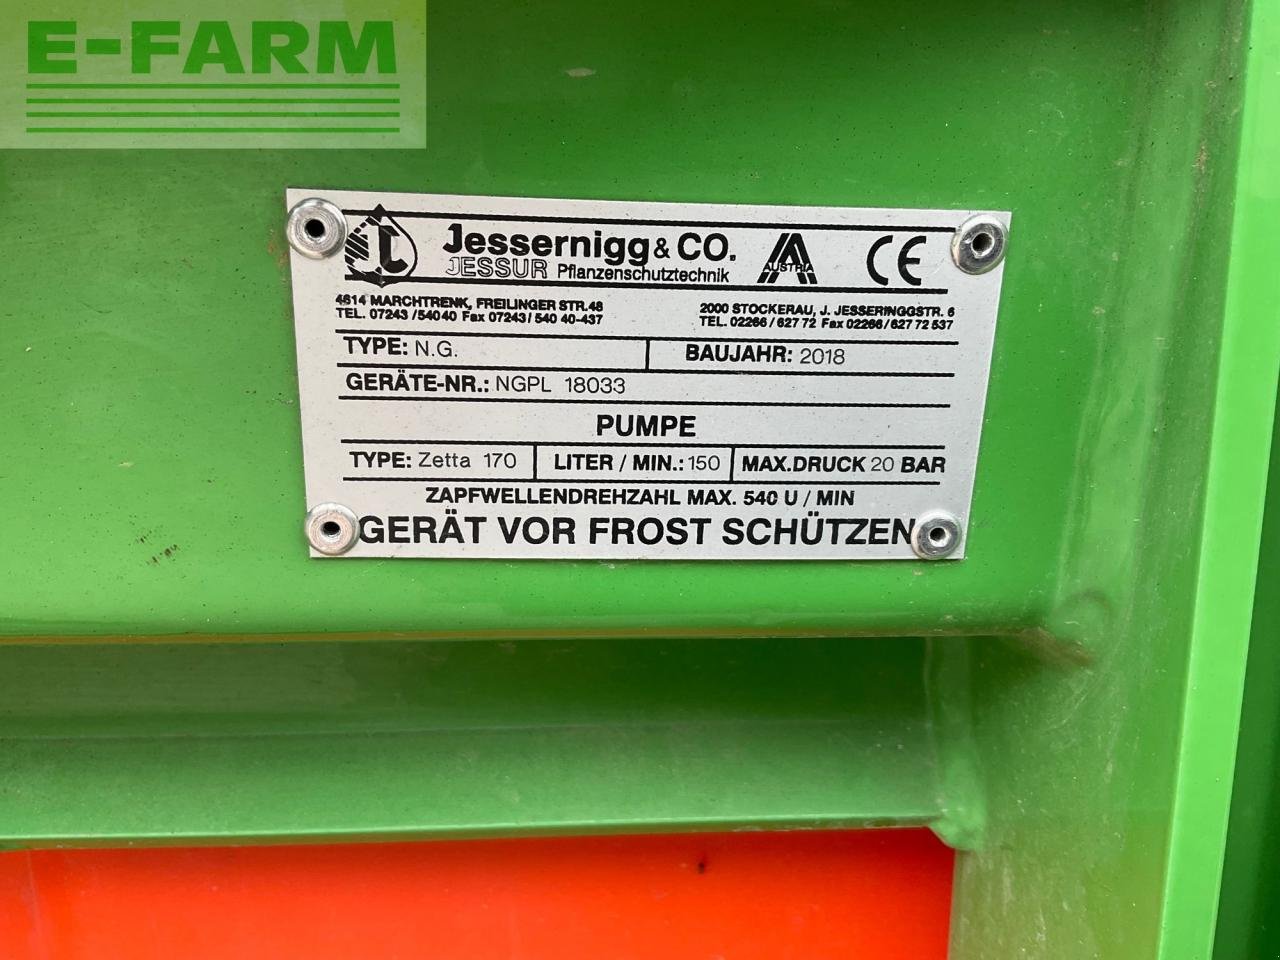 E-FARM
Jessernigg & CO.
JESSUR Pflanzenschutztechnik
AUSTRIA
CE
4614 MARCHTRENK, FREILINGER STR.48
TEL. 07243 / 540 40 Fax 07243 / 540 40-437
2000 STOCKERAU, J. JESSERINGGSTR. 6
TEL. 02266 / 627 72 Fax 02266 / 627 72 537
TYPE: N.G.
BAUJAHR: 2018
GERÄTE-NR.: NGPL 18033
PUMPE
TYPE: Zetta 170
LITER / MIN.: 150
MAX.DRUCK 20 BAR
ZAPFWELLENDREHZAHL MAX. 540 U / MIN
GERÄT VOR FROST SCHÜTZEN